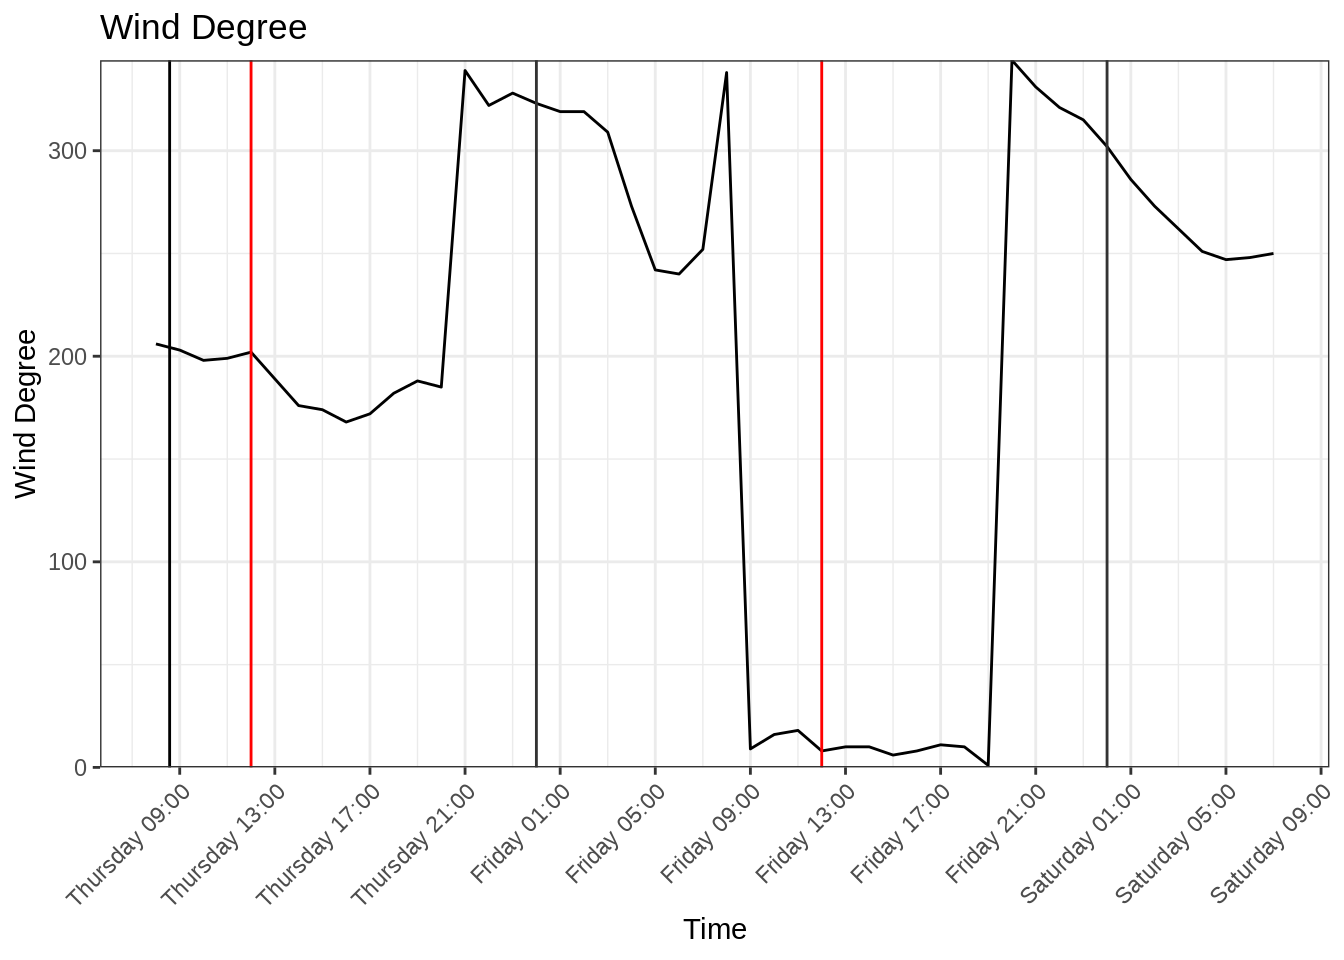 Wind Degree
Wind Degree
300
200
100
0
Thursday 09:00
Thursday 13:00
Thursday 17:00
Thursday 21:00
Friday 01:00
Friday 05:00
Friday 09:00
Friday 13:00
Friday 17:00
Friday 21:00
Saturday 01:00
Saturday 05:00
Saturday 09:00
Time